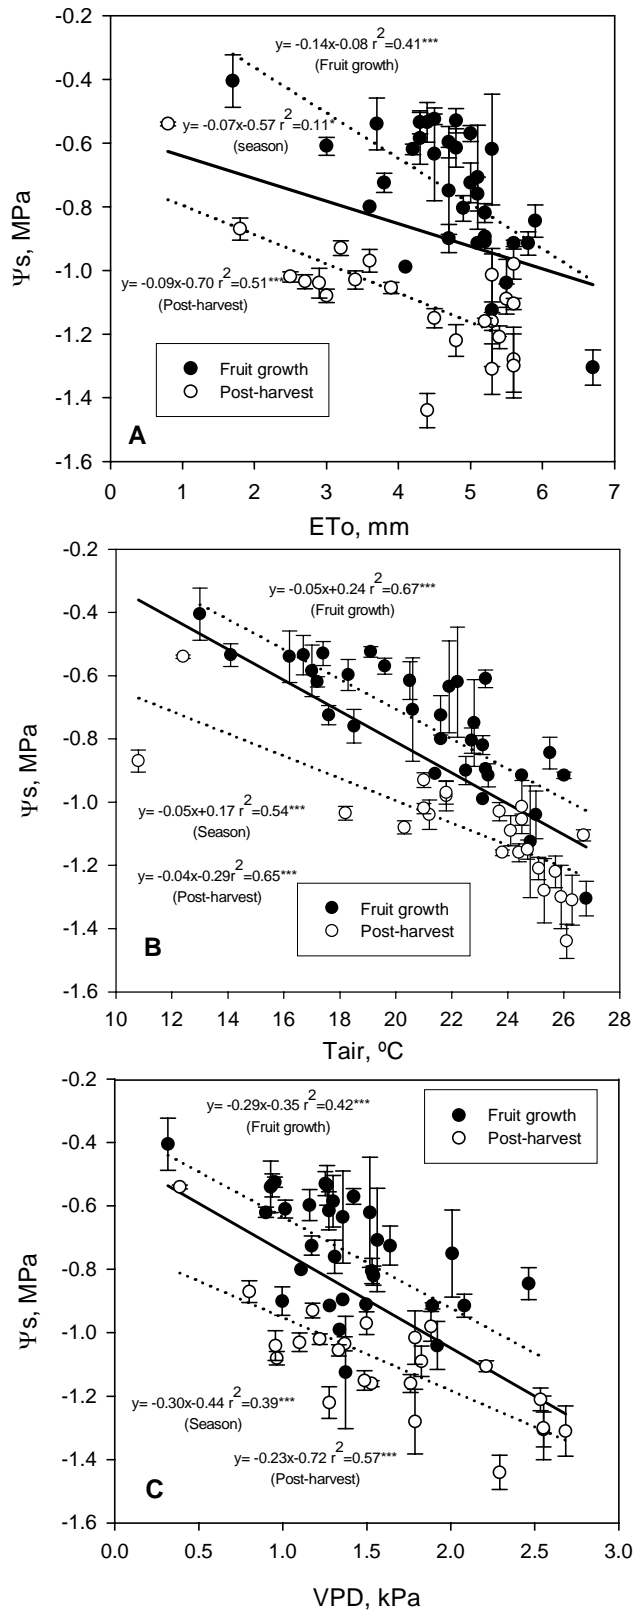 -0.2
y= -0.14x-0.08 r2=0.41***
(Fruit growth)
-0.4
y= -0.07x-0.57 r2=0.11*
(season)
-0.6
-0.8
Ψs, MPa
-1.0
y= -0.09x-0.70 r2=0.51***
(Post-harvest)
-1.2
Fruit growth
Post-harvest
-1.4
A
-1.6
0 1 2 3 4 5 6 7
ETo, mm
-0.2
y= -0.05x+0.24 r2=0.67***
(Fruit growth)
-0.4
-0.6
-0.8
Ψs, MPa
-1.0
y= -0.05x+0.17 r2=0.54***
(Season)
-1.2
y= -0.04x-0.29r2=0.65***
(Post-harvest)
Fruit growth
Post-harvest
-1.4
B
-1.6
10 12 14 16 18 20 22 24 26 28
Tair, ºC
-0.2
y= -0.29x-0.35 r2=0.42***
(Fruit growth)
Fruit growth
Post-harvest
-0.4
-0.6
-0.8
Ψs, MPa
-1.0
-1.2
y= -0.30x-0.44 r2=0.39***
(Season)
y= -0.23x-0.72 r2=0.57***
(Post-harvest)
-1.4
C
-1.6
0.0 0.5 1.0 1.5 2.0 2.5 3.0
VPD, kPa